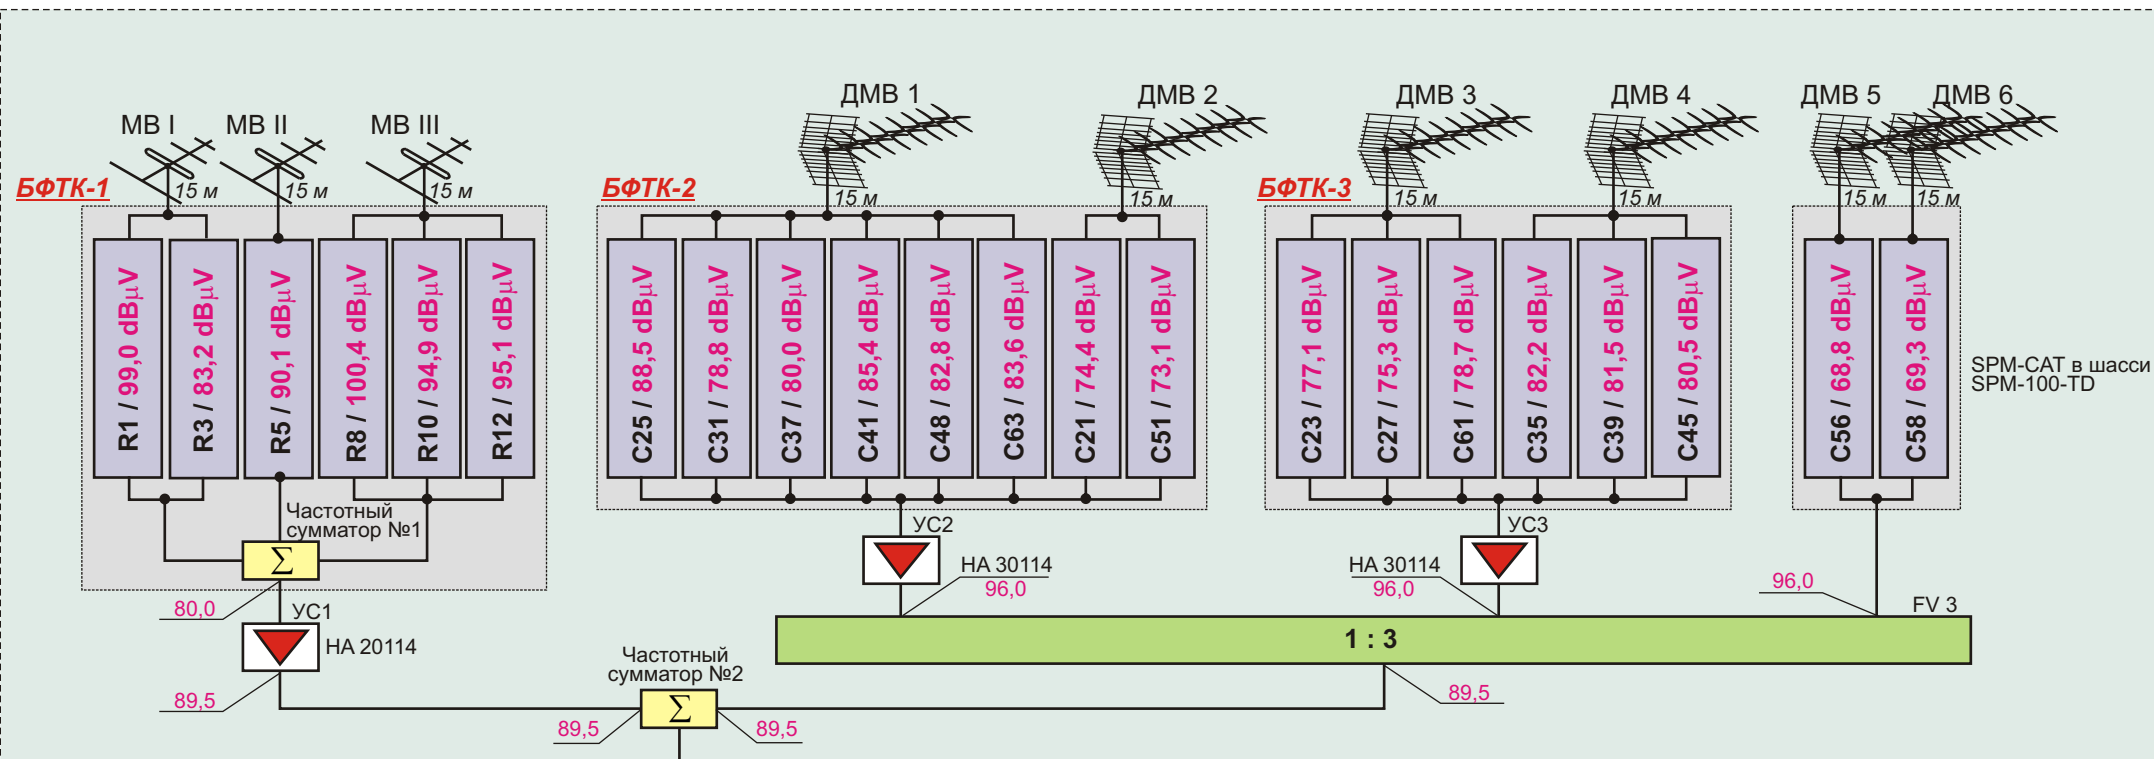 МВ I
МВ II
МВ III
ДМВ 1
ДМВ 2
ДМВ 3
ДМВ 4
ДМВ 5
ДМВ 6
БФТК-1
15 м
15 м
15 м
БФТК-2
15 м
15 м
БФТК-3
15 м
15 м
15 м
15 м
R1 / 99,0 dBµV
R3 / 83,2 dBµV
R5 / 90,1 dBµV
R8 / 100,4 dBµV
R10 / 94,9 dBµV
R12 / 95,1 dBµV
C25 / 88,5 dBµV
C31 / 78,8 dBµV
C37 / 80,0 dBµV
C41 / 85,4 dBµV
C48 / 82,8 dBµV
C63 / 83,6 dBµV
C21 / 74,4 dBµV
C51 / 73,1 dBµV
C23 / 77,1 dBµV
C27 / 75,3 dBµV
C61 / 78,7 dBµV
C35 / 82,2 dBµV
C39 / 81,5 dBµV
C45 / 80,5 dBµV
C56 / 68,8 dBµV
C58 / 69,3 dBµV
SPM-CAT в шасси
SPM-100-TD
Частотный
сумматор №1
Σ
УС2
УС3
HA 30114
96,0
HA 30114
96,0
96,0
80,0
УС1
HA 20114
FV 3
1 : 3
Частотный
сумматор №2
Σ
89,5
89,5
89,5
89,5